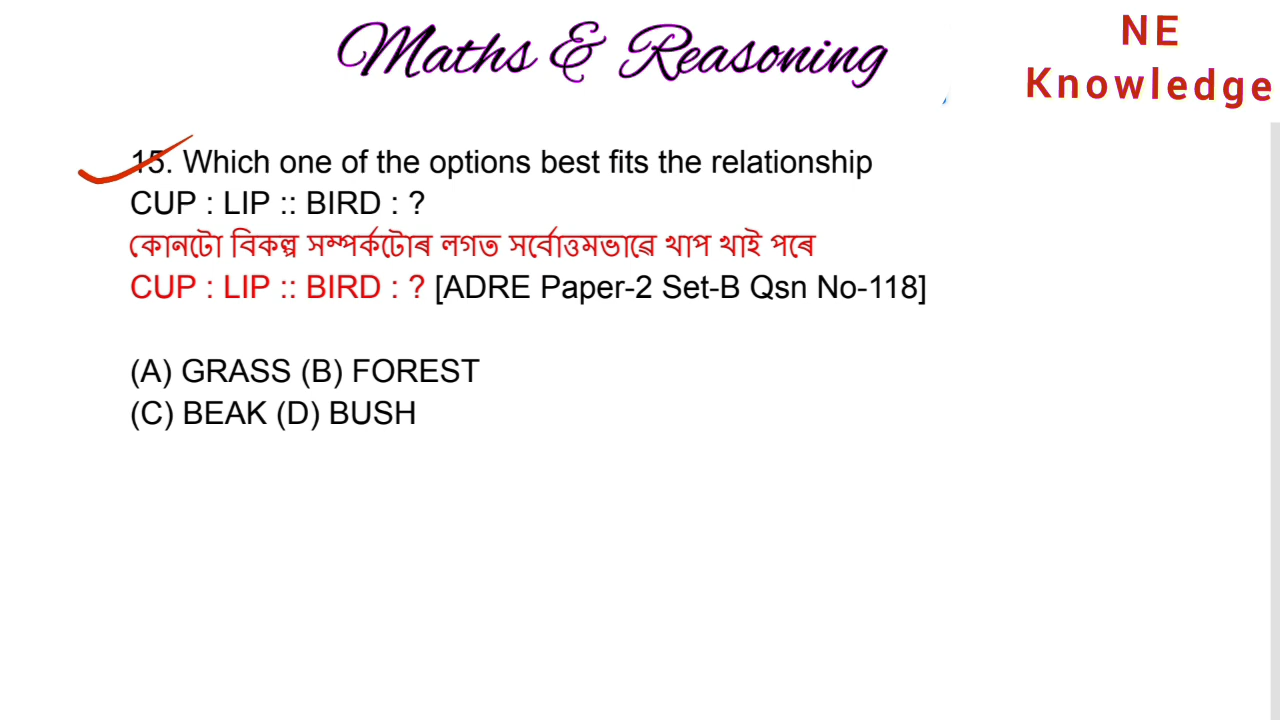 Maths & Reasoning
NE
Knowledge
15. Which one of the options best fits the relationship
CUP : LIP :: BIRD : ?
কোনটো বিকল্প সম্পৰ্কটোৰ লগত সৰ্বোত্তমভাৱে খাপ খাই পৰে
CUP : LIP :: BIRD : ? [ADRE Paper-2 Set-B Qsn No-118]
(A) GRASS (B) FOREST
(C) BEAK (D) BUSH